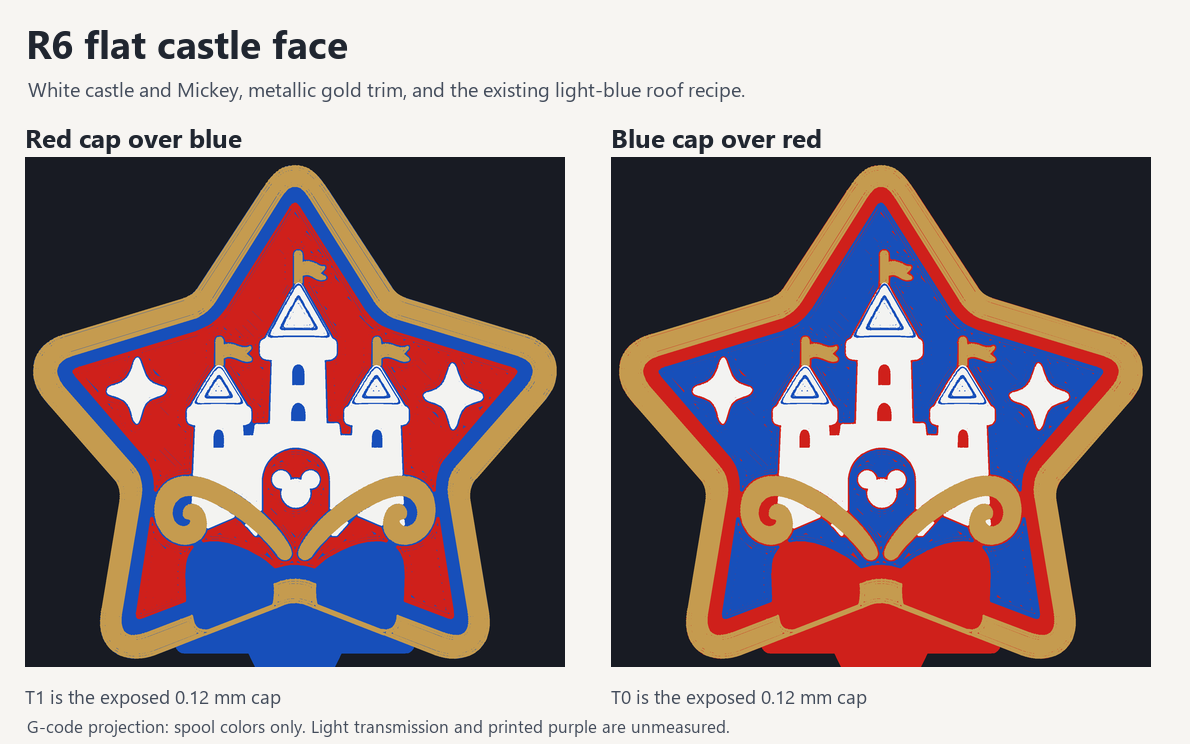 R6 flat castle face
White castle and Mickey, metallic gold trim, and the existing light-blue roof recipe.
Red cap over blue
Blue cap over red
T1 is the exposed 0.12 mm cap
T0 is the exposed 0.12 mm cap
G-code projection: spool colors only. Light transmission and printed purple are unmeasured.